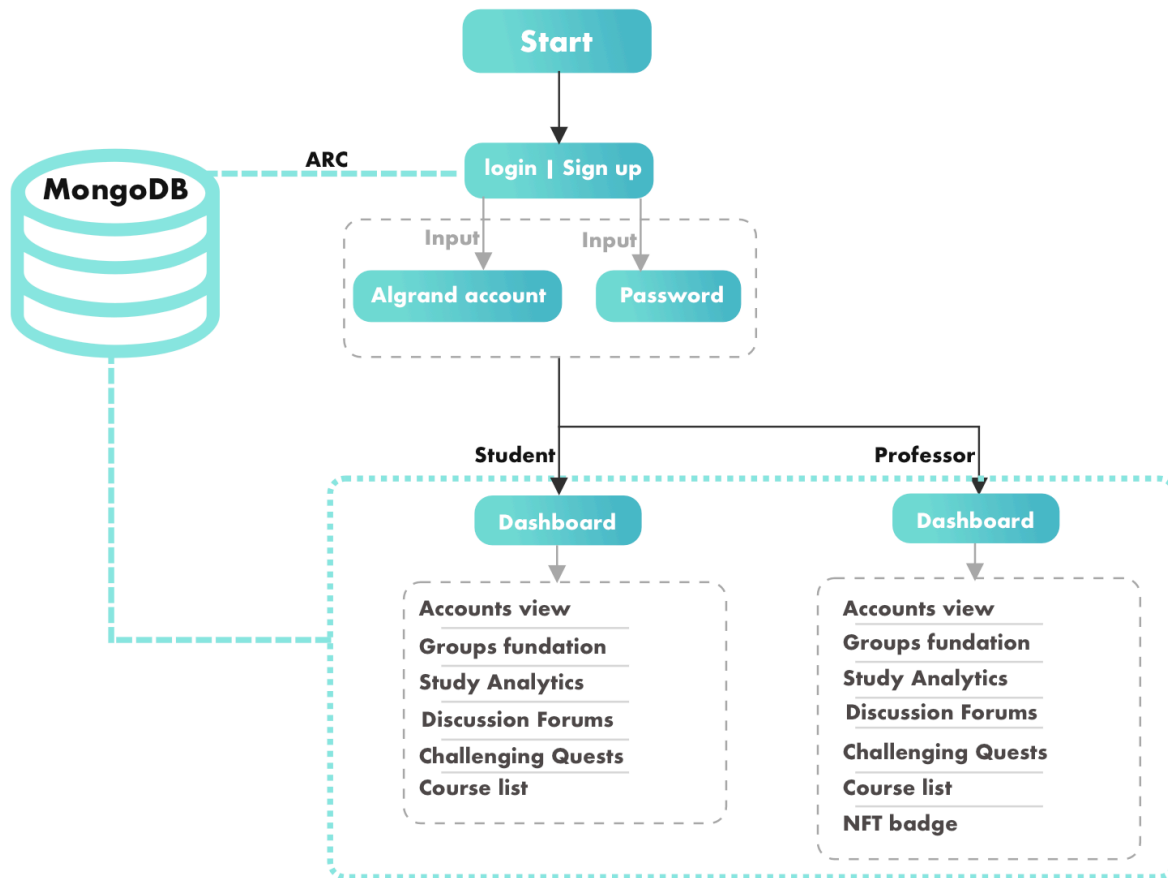 Start
ARC
login | Sign up
MongoDB
Input
Input
Algrand account
Password
Student
Professor
Dashboard
Accounts view
Groups fundation
Study Analytics
Discussion Forums
Challenging Quests
Course list
Dashboard
Accounts view
Groups fundation
Study Analytics
Discussion Forums
Challenging Quests
Course list
NFT badge